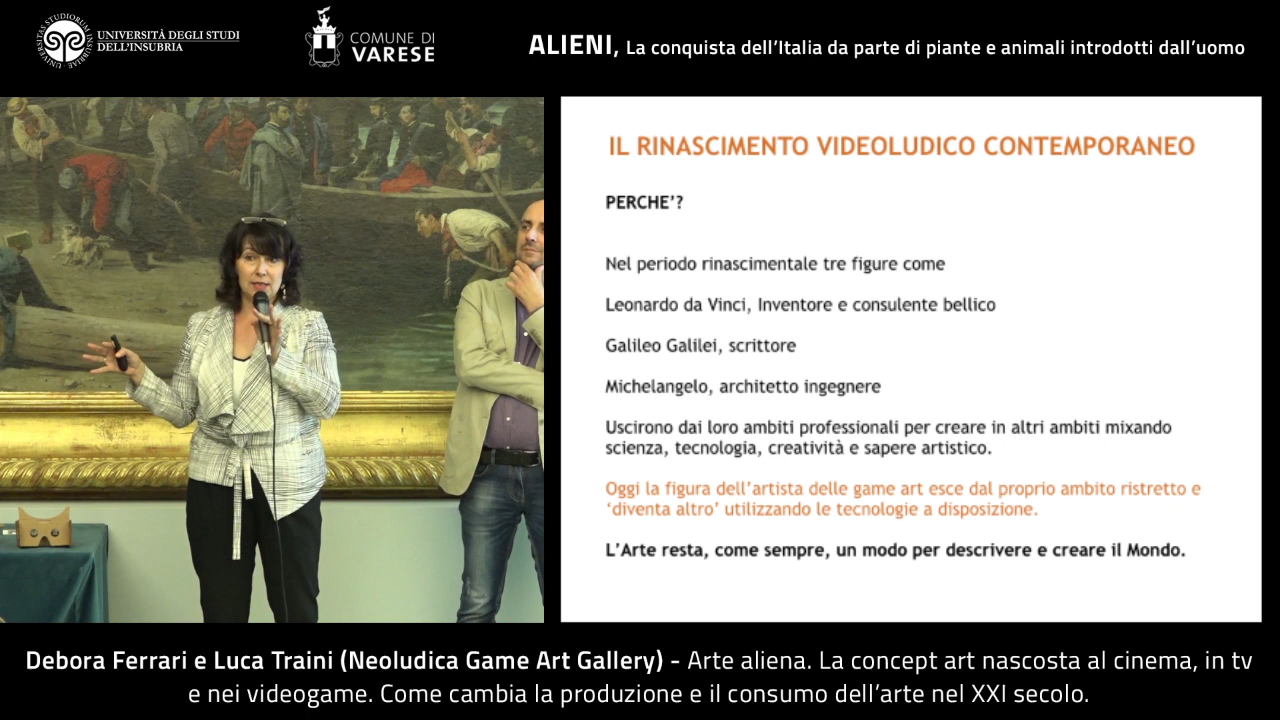 UNIVERSITÀ DEGLI STUDI
DELL'INSUBRIA
COMUNE DI
VARESE
ALIENI, La conquista dell'Italia da parte di piante e animali introdotti dall'uomo
IL RINASCIMENTO VIDEOLUDICO CONTEMPORANEO
PERCHE'?
Nel periodo rinascimentale tre figure come
Leonardo da Vinci, Inventore e consulente bellico
Galileo Galilei, scrittore
Michelangelo, architetto ingegnere
Uscirono dai loro ambiti professionali per creare in altri ambiti mixando
scienza, tecnologia, creatività e sapere artistico.
Oggi la figura dell'artista delle game art esce dal proprio ambito ristretto e
'diventa altro' utilizzando le tecnologie a disposizione.
L'Arte resta, come sempre, un modo per descrivere e creare il Mondo.
Debora Ferrari e Luca Traini (Neoludica Game Art Gallery) - Arte aliena. La concept art nascosta al cinema, in tv
e nei videogame. Come cambia la produzione e il consumo dell'arte nel XXI secolo.